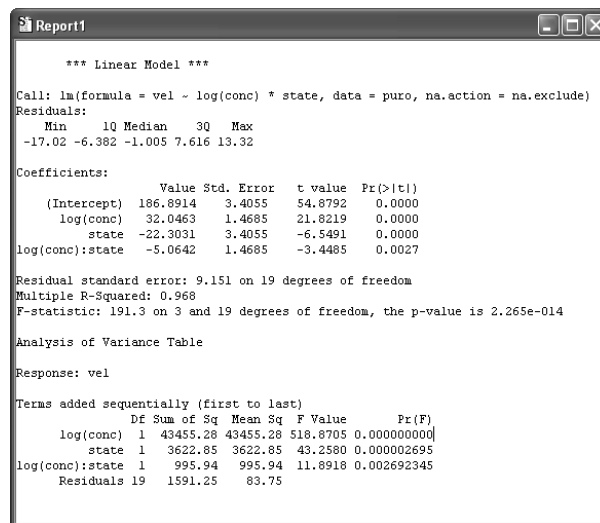 Report1
*** Linear Model ***
Call: lm(formula = vel ~ log(conc) * state, data = puro, na.action = na.exclude)
Residuals:
Min 1Q Median 3Q Max
-17.02 -6.382 -1.005 7.616 13.32
Coefficients:
Value Std. Error t value Pr(>|t|)
(Intercept) 186.8914 3.4055 54.8792 0.0000
log(conc) 32.0463 1.4685 21.8219 0.0000
state -22.3031 3.4055 -6.5491 0.0000
log(conc):state -5.0642 1.4685 -3.4485 0.0027
Residual standard error: 9.151 on 19 degrees of freedom
Multiple R-Squared: 0.968
F-statistic: 191.3 on 3 and 19 degrees of freedom, the p-value is 2.265e-014
Analysis of Variance Table
Response: vel
Terms added sequentially (first to last)
Df Sum of Sq Mean Sq F Value Pr(F)
log(conc) 1 43455.28 43455.28 518.8705 0.000000000
state 1 3622.85 3622.85 43.2580 0.000002695
log(conc):state 1 995.94 995.94 11.8918 0.002692345
Residuals 19 1591.25 83.75